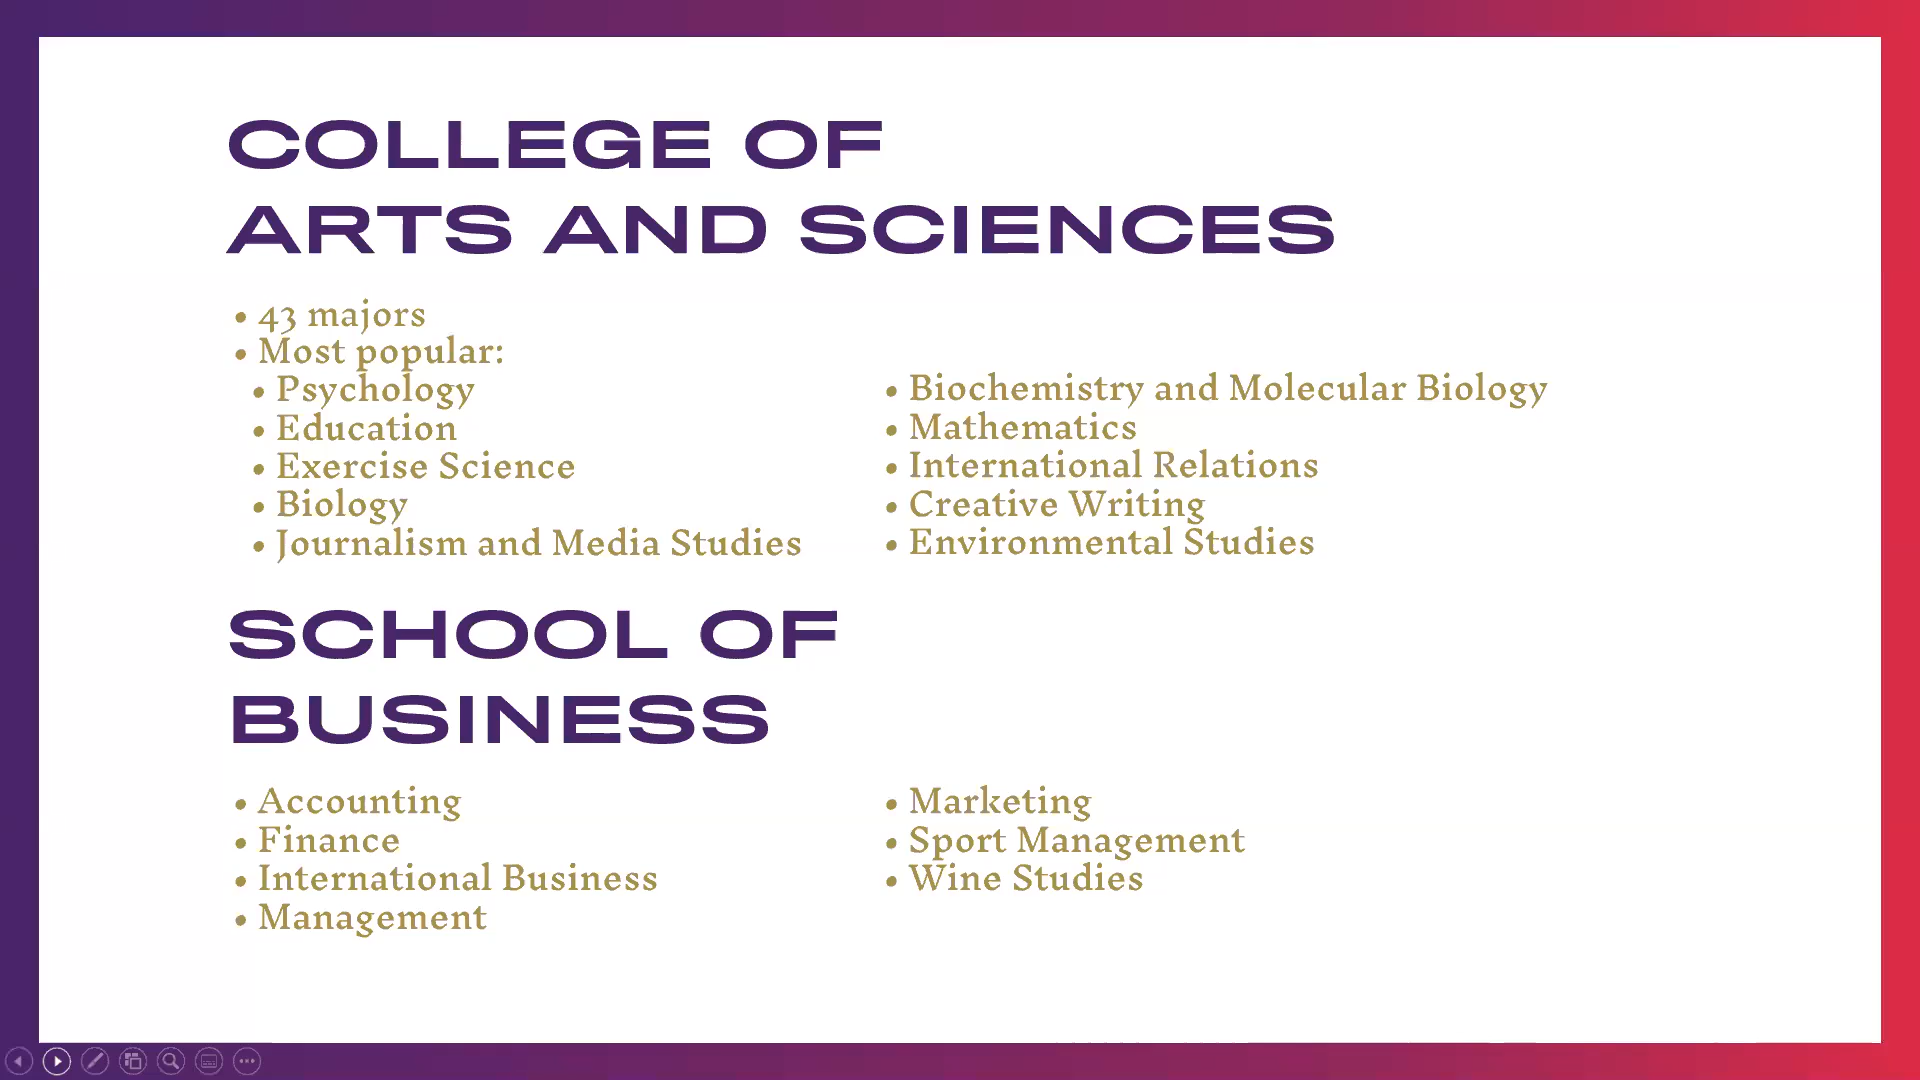 COLLEGE OF
ARTS AND SCIENCES
• 43 majors
• Most popular:
• Psychology
• Education
• Exercise Science
• Biology
• Journalism and Media Studies
• Biochemistry and Molecular Biology
• Mathematics
• International Relations
• Creative Writing
• Environmental Studies
SCHOOL OF
BUSINESS
• Accounting
• Finance
• International Business
• Management
• Marketing
• Sport Management
• Wine Studies